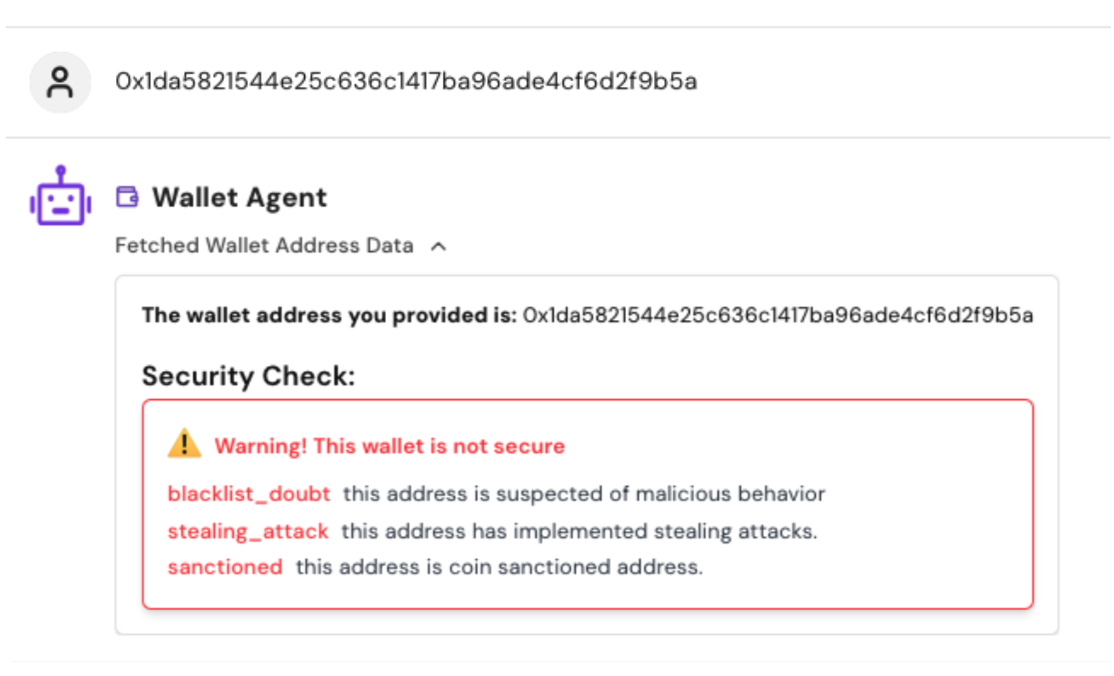 0x1da5821544e25c636c1417ba96ade4cf6d2f9b5a
Wallet Agent
Fetched Wallet Address Data
The wallet address you provided is: 0x1da5821544e25c636c1417ba96ade4cf6d2f9b5a
Security Check:
Warning! This wallet is not secure
blacklist_doubt this address is suspected of malicious behavior
stealing_attack this address has implemented stealing attacks.
sanctioned this address is coin sanctioned address.